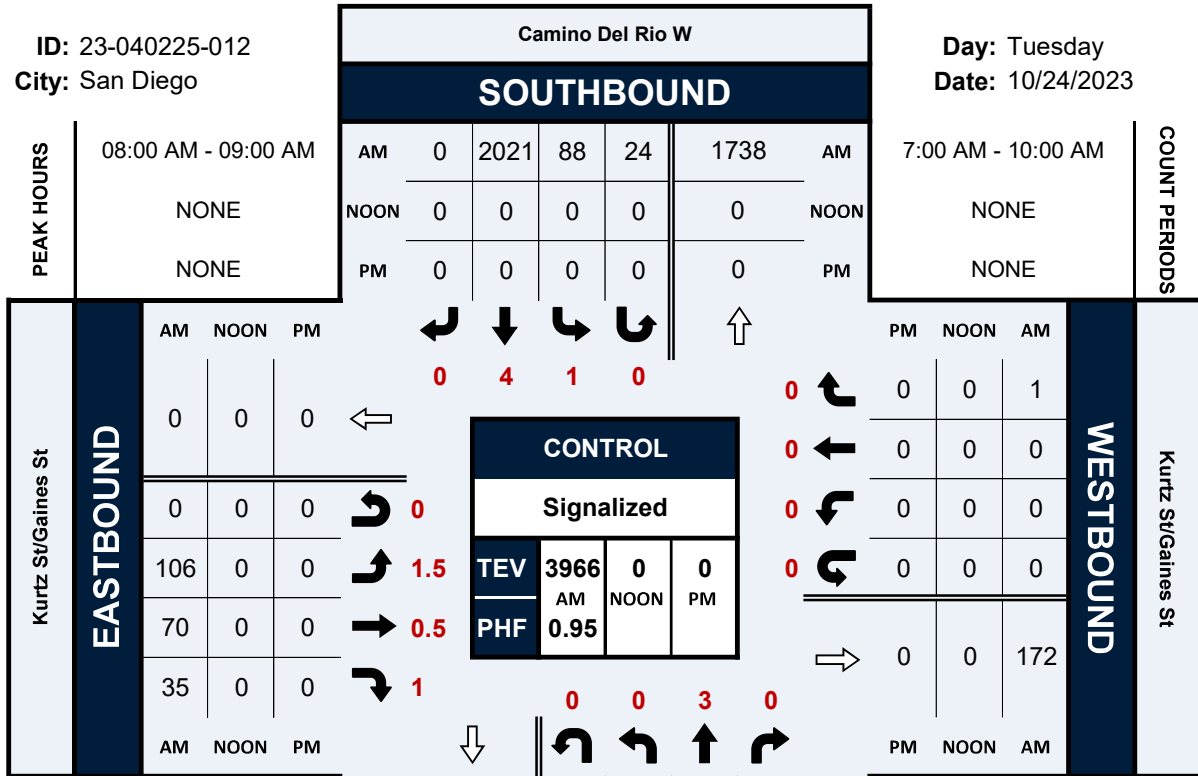 Camino Del Rio W
ID: 23-040225-012
Day: Tuesday
City: San Diego
Date: 10/24/2023
SOUTHBOUND
PEAK HOURS
08:00 AM - 09:00 AM
NONE
NONE
AM 0 2021 88 24 1738 AM
NOON 0 0 0 0 0 NOON
PM 0 0 0 0 0 PM
7:00 AM - 10:00 AM
NONE
NONE
COUNT PERIODS
0 4 1 0
Kurtz St/Gaines St
EASTBOUND
AM NOON PM
0 0 0
0 0 0 0
106 0 0 1.5
70 0 0 0.5
35 0 0 1
AM NOON PM
CONTROL
Signalized
TEV 3966 0 0
AM NOON PM
PHF 0.95
0 0 3 0
PM NOON AM
0 0 0 1
0 0 0 0
0 0 0 0
0 0 0 0
0 0 172
PM NOON AM
WESTBOUND
Kurtz St/Gaines St